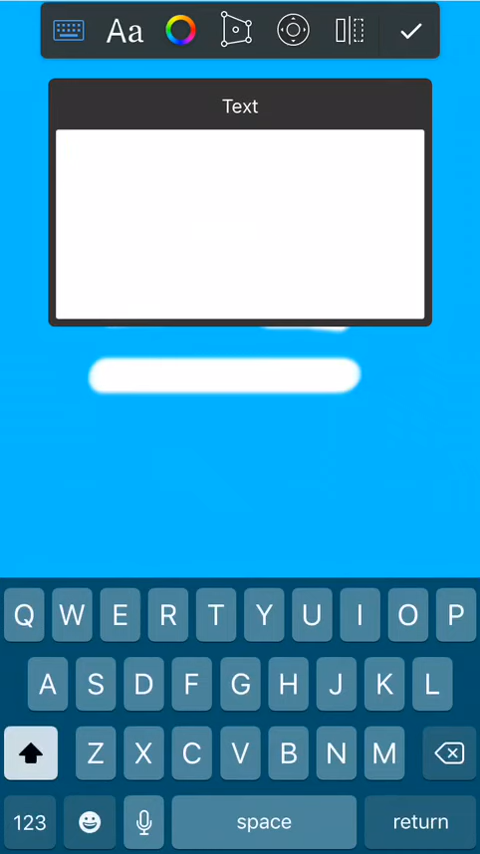 Aa
Text
Q W E R T Y U I O P
A S D F G H J K L
Z X C V B N M
123 space return